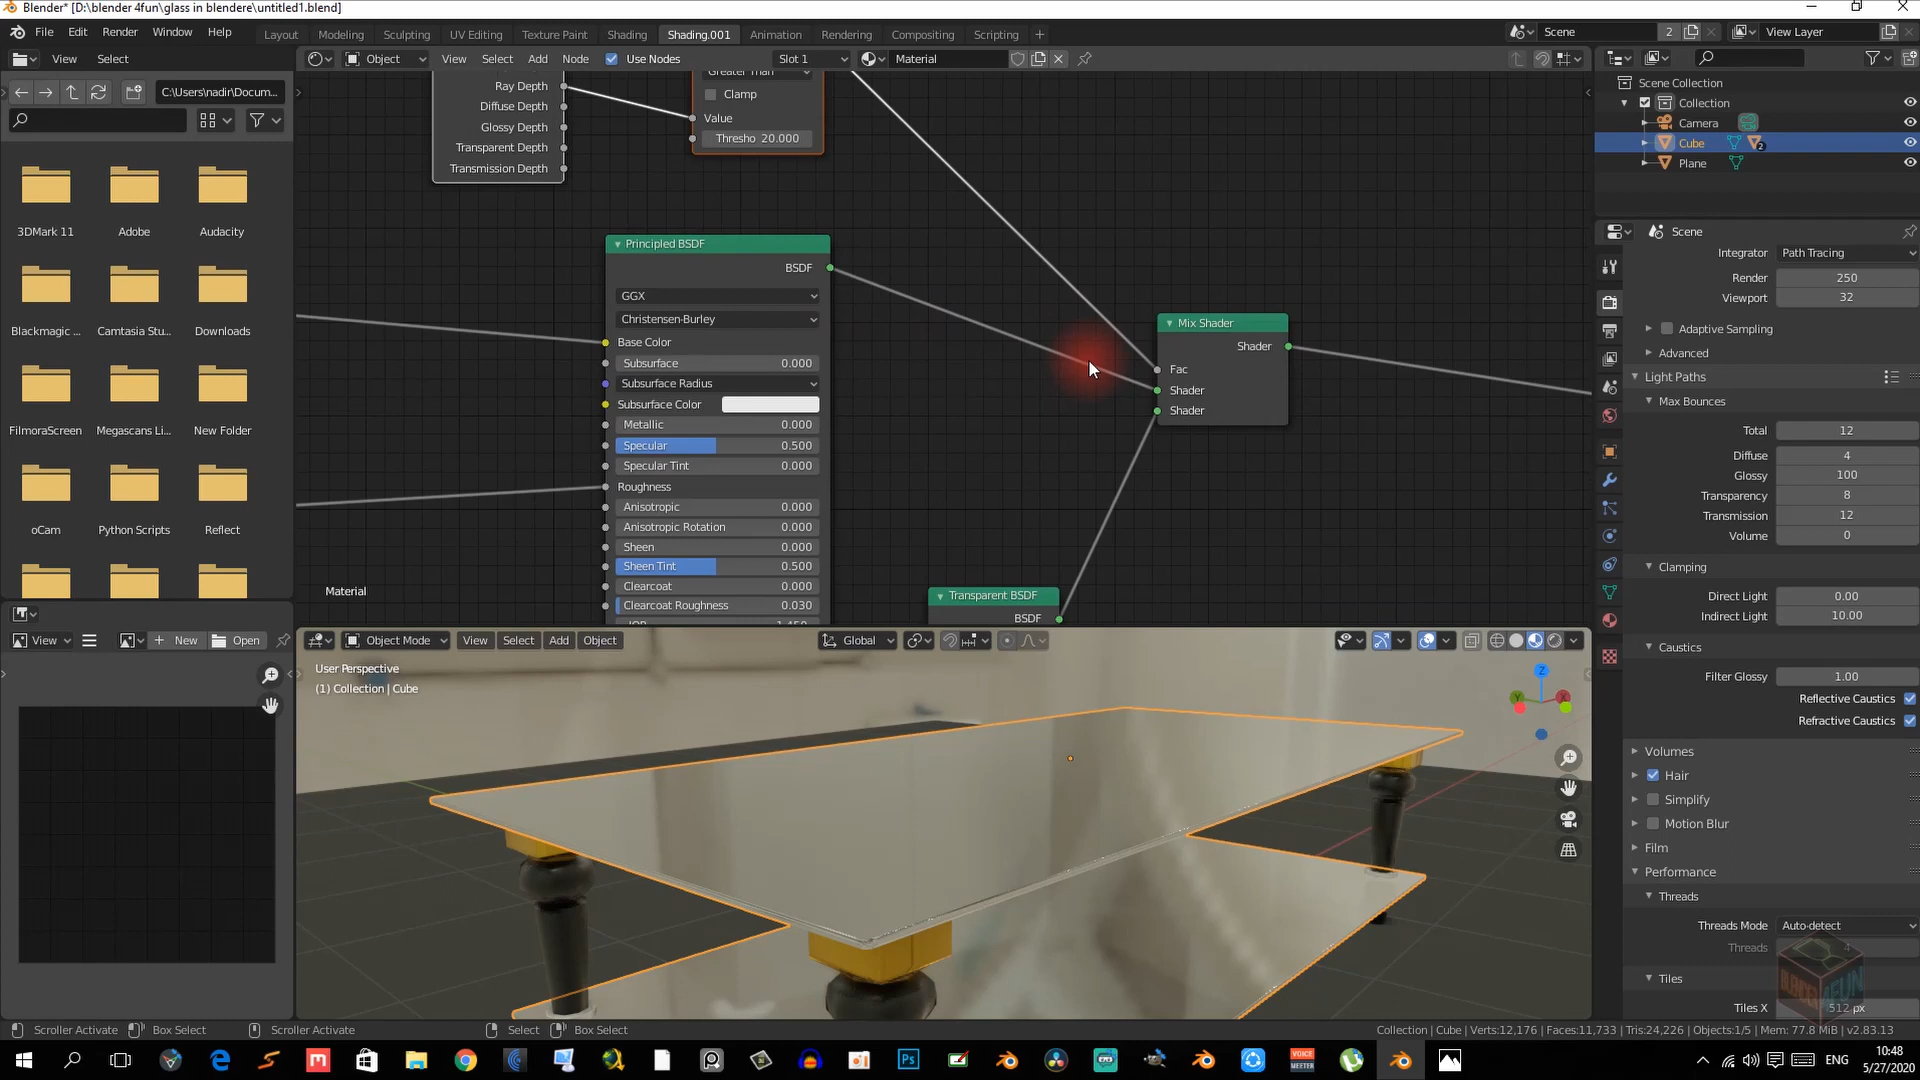 Blender* [D:\blender 4fun\glass in blendere\untitled1.blend]
File Edit Render Window Help
Layout Modeling Sculpting UV Editing Texture Paint Shading Shading.001 Animation Rendering Compositing Scripting
Scene 2 View Layer
View Select
Object View Select Add Node Use Nodes Slot 1 Material
C:\Users\nadir\Docum...
3DMark 11 Adobe Audacity
Blackmagic ... Camtasia Stu... Downloads
FilmoraScreen Megascans Li... New Folder
oCam Python Scripts Reflect
Ray Depth
Diffuse Depth
Glossy Depth
Transparent Depth
Transmission Depth
Greater Than
Clamp
Value
Thresho 20.000
Principled BSDF
BSDF
GGX
Christensen-Burley
Base Color
Subsurface 0.000
Subsurface Radius
Subsurface Color
Metallic 0.000
Specular 0.500
Specular Tint 0.000
Roughness
Anisotropic 0.000
Anisotropic Rotation 0.000
Sheen 0.000
Sheen Tint 0.500
Clearcoat 0.000
Clearcoat Roughness 0.030
IOR 1.450
Mix Shader
Shader
Fac
Shader
Shader
Transparent BSDF
BSDF
Material
Scene Collection
Collection
Camera
Cube 2
Plane
Scene
Integrator Path Tracing
Render 250
Viewport 32
Adaptive Sampling
Advanced
Light Paths
Max Bounces
Total 12
Diffuse 4
Glossy 100
Transparency 8
Transmission 12
Volume 0
Clamping
Direct Light 0.00
Indirect Light 10.00
Caustics
Filter Glossy 1.00
Reflective Caustics
Refractive Caustics
Volumes
Hair
Simplify
Motion Blur
Film
Performance
Threads
Threads Mode Auto-detect
Threads 4
Tiles
Tiles X 512 px
View New Open
Object Mode View Select Add Object Global
User Perspective
(1) Collection | Cube
Z
Y
X
Scroller Activate Box Select Scroller Activate Select Box Select
Collection | Cube | Verts:12,176 | Faces:11,733 | Tris:24,226 | Objects:1/5 | Mem: 77.8 MiB | v2.83.13
Ps
VOICE MEETER
ENG
10:48
5/27/2020